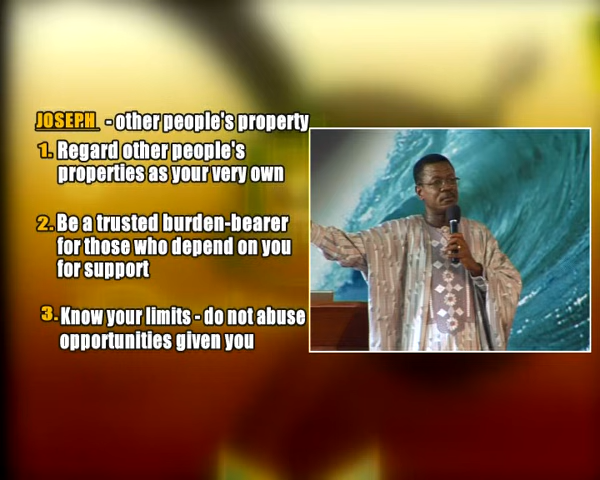 JOSEPH - other people's property
1. Regard other people's
properties as your very own
2. Be a trusted burden-bearer
for those who depend on you
for support
3. Know your limits - do not abuse
opportunities given you